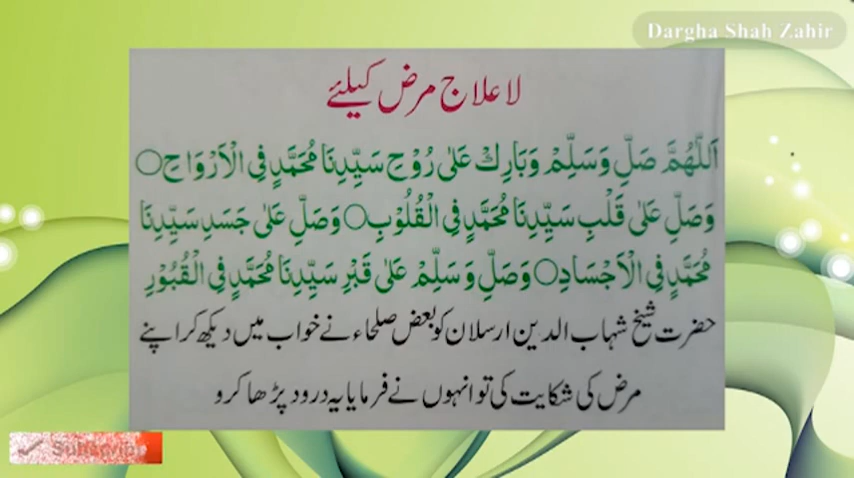 Dargha Shah Zahir
لا علاج مرض کیلئے
اَللّٰهُمَّ صَلِّ وَسَلِّمْ وَبَارِكْ عَلٰى رُوْحِ سَيِّدِنَا مُحَمَّدٍ فِي الْاَرْوَاحِ○
وَصَلِّ عَلٰى قَلْبِ سَيِّدِنَا مُحَمَّدٍ فِي الْقُلُوْبِ○ وَصَلِّ عَلٰى جَسَدِ سَيِّدِنَا
مُحَمَّدٍ فِي الْاَجْسَادِ○ وَصَلِّ وَسَلِّمْ عَلٰى قَبْرِ سَيِّدِنَا مُحَمَّدٍ فِي الْقُبُوْرِ
حضرت شیخ شہاب الدین ارسلان کو بعض صلحاء نے خواب میں دیکھ کر اپنے
مرض کی شکایت کی تو انہوں نے فرمایا یہ درود پڑھا کرو
Subscribe